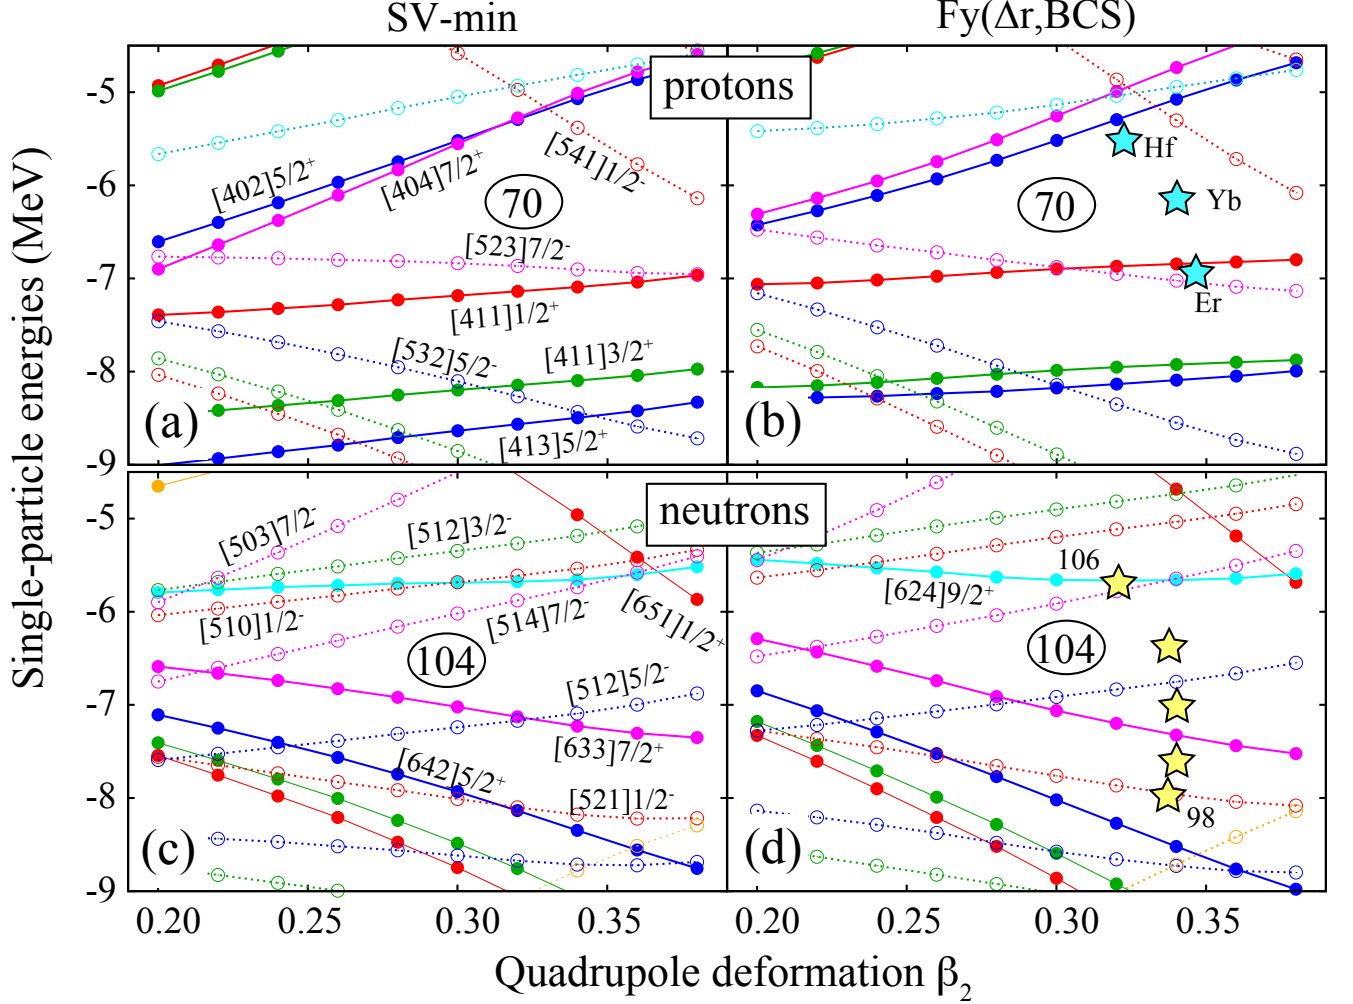 SV-min
Fy(Δr,BCS)
protons
-5
-6
-7
-8
-9
[402]5/2⁺
[404]7/2⁺
[541]1/2⁻
70
[523]7/2⁻
[411]1/2⁺
[532]5/2⁻
[411]3/2⁺
[413]5/2⁺
(a)
Hf
Yb
70
Er
(b)
neutrons
-5
-6
-7
-8
-9
[503]7/2⁻
[512]3/2⁻
[510]1/2⁻
[514]7/2⁻
[651]1/2⁺
104
[512]5/2⁻
[633]7/2⁺
[642]5/2⁺
[521]1/2⁻
(c)
106
[624]9/2⁺
104
98
(d)
0.20 0.25 0.30 0.35 0.20 0.25 0.30 0.35
Single-particle energies (MeV)
Quadrupole deformation β₂